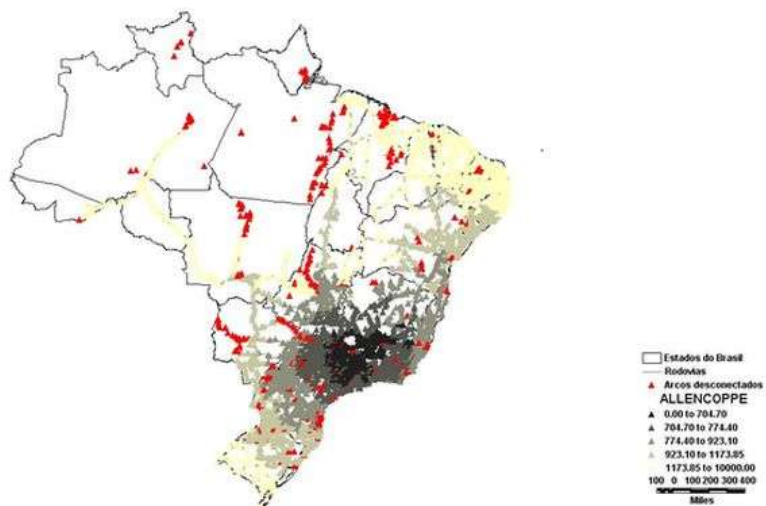 Estados do Brasil
Rodovias
Arcos desconectados
ALLENCOPPE
0.00 to 704.70
704.70 to 774.40
774.40 to 923.10
923.10 to 1173.85
1173.85 to 10000.00
100 0 100 200 300 400
Miles